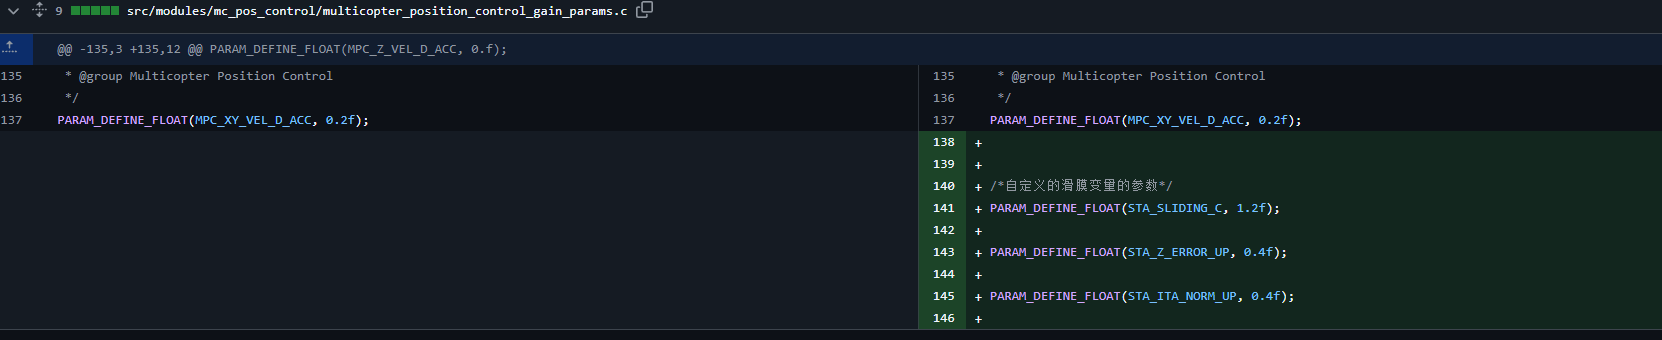 9 src/modules/mc_pos_control/multicopter_position_control_gain_params.c
@@ -135,3 +135,12 @@ PARAM_DEFINE_FLOAT(MPC_Z_VEL_D_ACC, 0.f);
135 * @group Multicopter Position Control
136 */
137 PARAM_DEFINE_FLOAT(MPC_XY_VEL_D_ACC, 0.2f);
135 * @group Multicopter Position Control
136 */
137 PARAM_DEFINE_FLOAT(MPC_XY_VEL_D_ACC, 0.2f);
138 +
139 +
140 + /*自定义的滑膜变量的参数*/
141 + PARAM_DEFINE_FLOAT(STA_SLIDING_C, 1.2f);
142 +
143 + PARAM_DEFINE_FLOAT(STA_Z_ERROR_UP, 0.4f);
144 +
145 + PARAM_DEFINE_FLOAT(STA_ITA_NORM_UP, 0.4f);
146 +